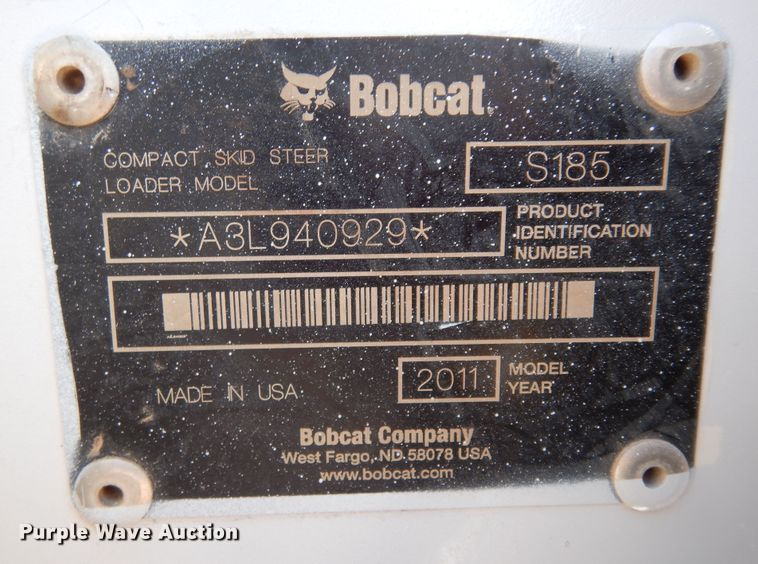 Bobcat
COMPACT SKID STEER
LOADER MODEL
S185
*A3L940929*
PRODUCT
IDENTIFICATION
NUMBER
MADE IN USA
2011
MODEL
YEAR
Bobcat Company
West Fargo, ND 58078 USA
www.bobcat.com
Purple Wave Auction